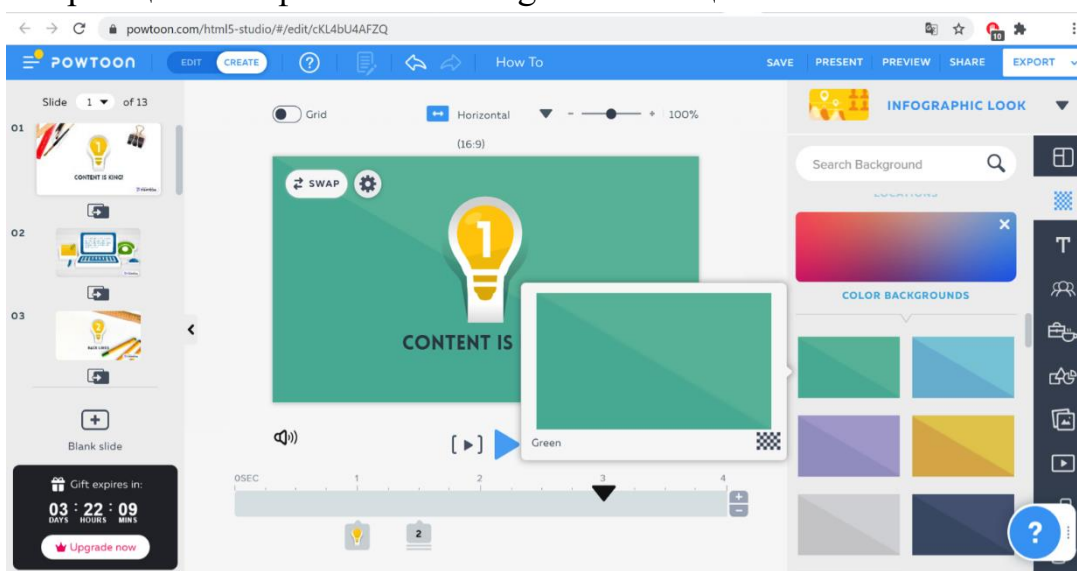 powtoon.com/html5-studio/#/edit/cKL4bU4AFZQ
10
POWTOON
EDIT
CREATE
?
How To
SAVE
PRESENT
PREVIEW
SHARE
EXPORT
Slide 1 of 13
Grid
Horizontal
- + 100%
(16:9)
INFOGRAPHIC LOOK
Search Background
LOCATIONS
COLOR BACKGROUNDS
01
1
CONTENT IS KING!
02
03
Blank slide
SWAP
1
CONTENT IS
Green
0SEC 1 2 3 4
+
-
2
Gift expires in:
03 : 22 : 09
DAYS HOURS MINS
Upgrade now
T
?